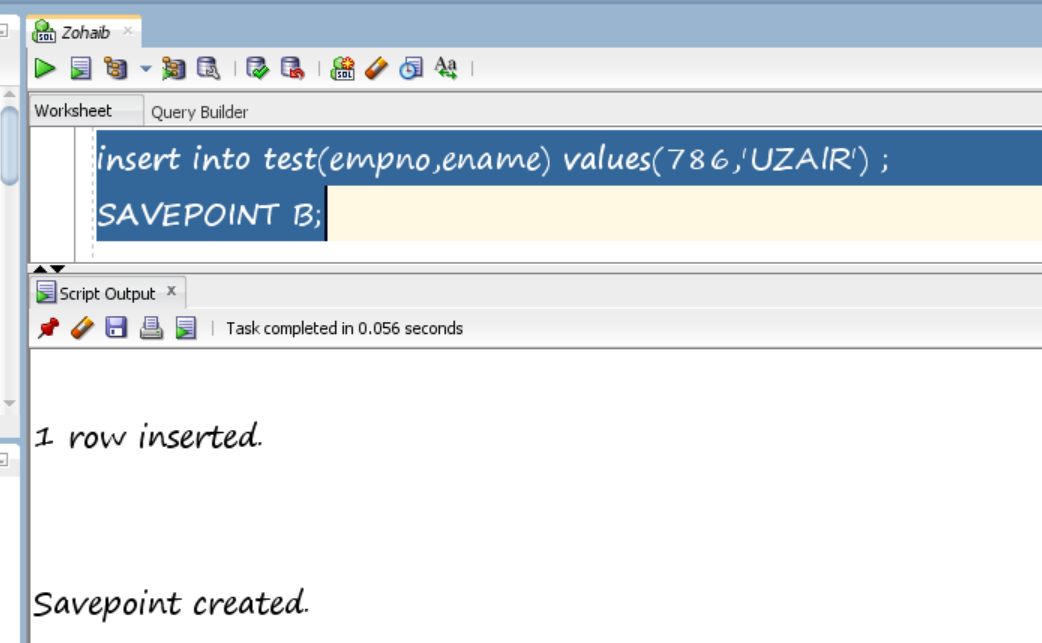 Zohaib
Worksheet Query Builder
insert into test(empno,ename) values(786,'UZAIR') ;
SAVEPOINT B;
Script Output x
Task completed in 0.056 seconds
1 row inserted.
Savepoint created.